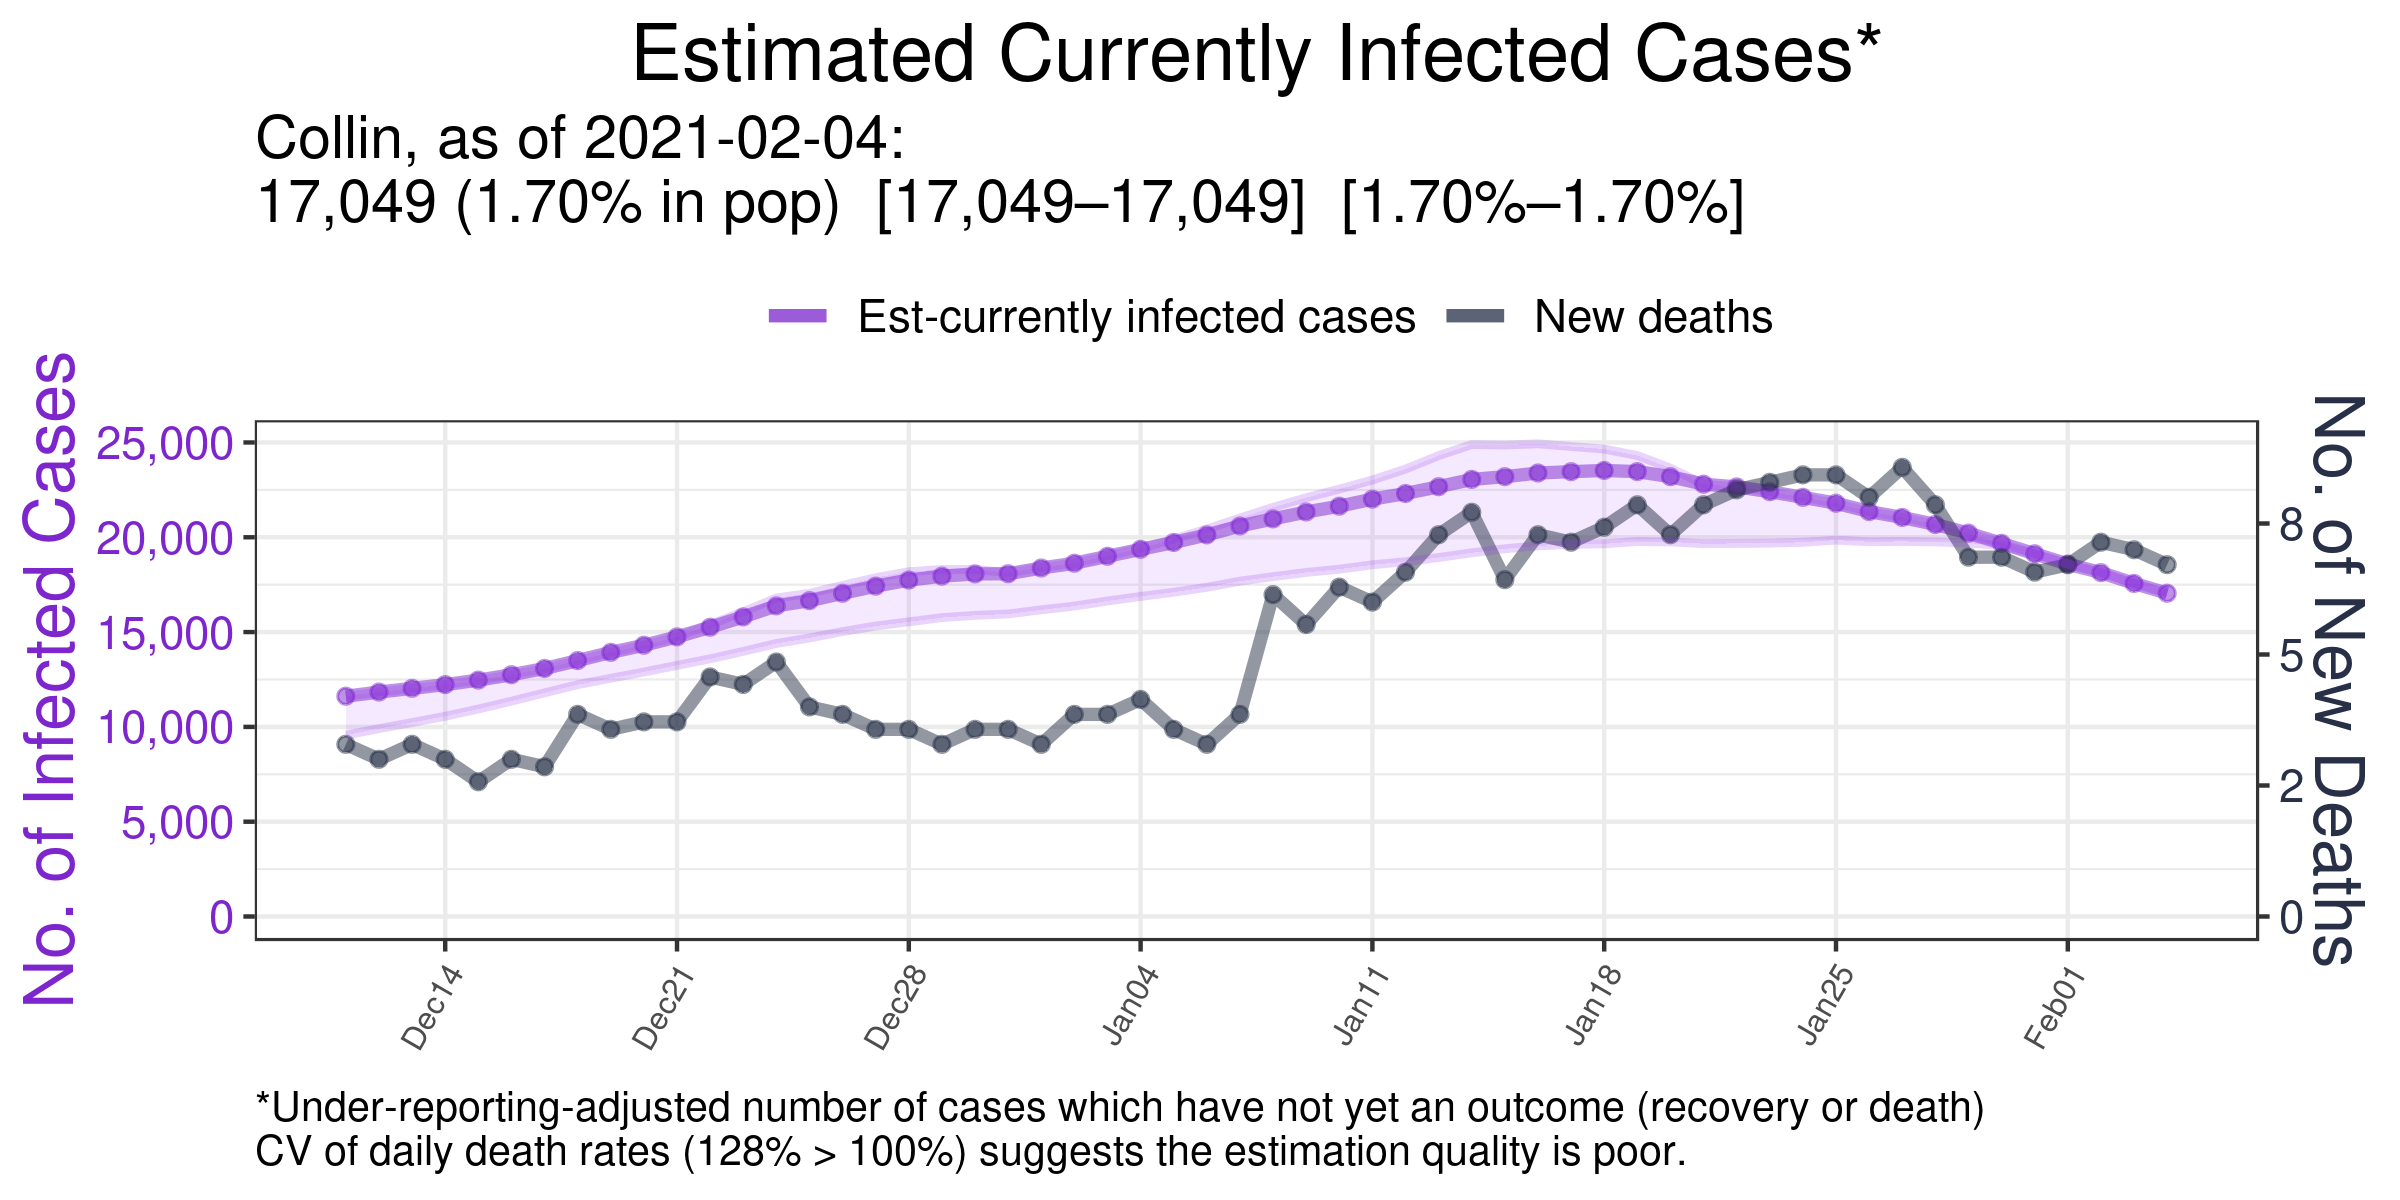 Estimated Currently Infected Cases*
Collin, as of 2021-02-04:
17,049 (1.70% in pop)  [17,049–17,049]  [1.70%–1.70%]
Est-currently infected cases
New deaths
No. of Infected Cases
25,000
20,000
15,000
10,000
5,000
0
No. of New Deaths
8
5
2
0
Dec14
Dec21
Dec28
Jan04
Jan11
Jan18
Jan25
Feb01
*Under-reporting-adjusted number of cases which have not yet an outcome (recovery or death)
CV of daily death rates (128% > 100%) suggests the estimation quality is poor.